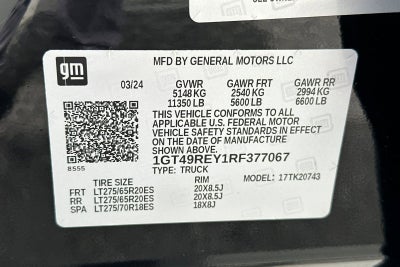 gm
MFD BY GENERAL MOTORS LLC
03/24 GVWR GAWR FRT GAWR RR
5148 KG 2540 KG 2994 KG
11350 LB 5600 LB 6600 LB
THIS VEHICLE CONFORMS TO ALL
APPLICABLE U.S. FEDERAL MOTOR
VEHICLE SAFETY STANDARDS IN EFFECT
ON THE DATE OF MANUFACTURE
SHOWN ABOVE.
1GT49REY1RF377067
8555
TYPE: TRUCK MODEL: 17TK20743
TIRE SIZE RIM
FRT LT275/65R20ES 20X8.5J
RR LT275/65R20ES 20X8.5J
SPA LT275/70R18ES 18X8J